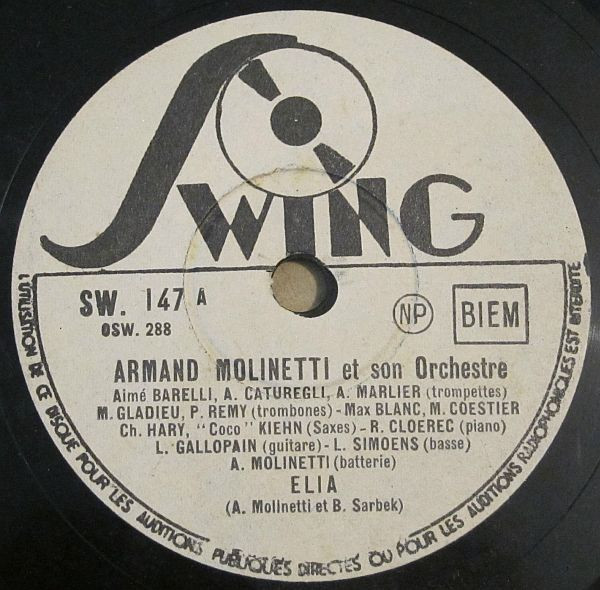 SWING
SW. 147 A
OSW. 288
NP
BIEM
ARMAND MOLINETTI et son Orchestre
Aimé BARELLI, A. CATUREGLI, A. MARLIER (trompettes)
M. GLADIEU, P. REMY (trombones) - Max BLANC, M. COESTIER
Ch. HARY, "Coco" KIEHN (Saxes) - R. CLOEREC (piano)
L. GALLOPAIN (guitare) - L. SIMOENS (basse)
A. MOLINETTI (batterie)
ELIA
(A. Molinetti et B. Sarbek)
L'UTILISATION DE CE DISQUE POUR LES AUDITIONS PUBLIQUES DIRECTES OU POUR LES AUDITIONS RADIOPHONIQUES EST INTERDITE